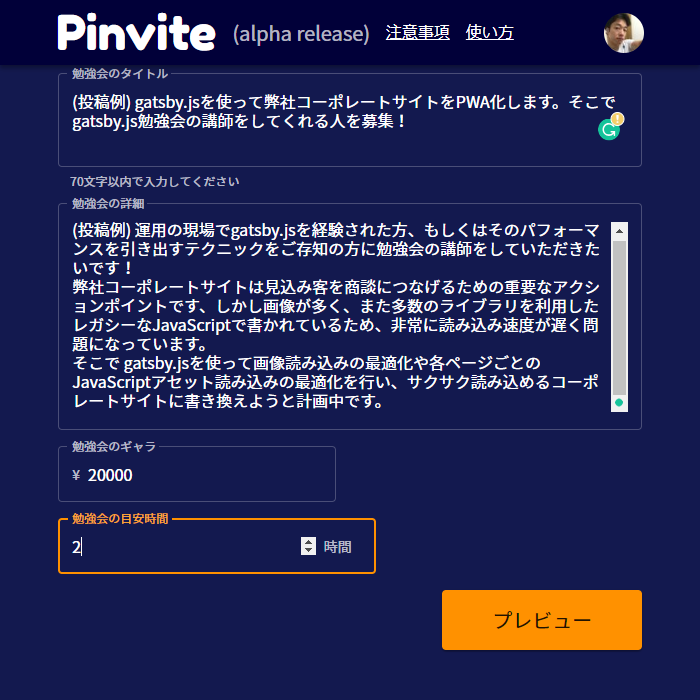 Pinvite (alpha release) 注意事項 使い方
勉強会のタイトル
(投稿例) gatsby.jsを使って弊社コーポレートサイトをPWA化します。そこで
gatsby.js勉強会の講師をしてくれる人を募集！
70文字以内で入力してください
勉強会の詳細
(投稿例) 運用の現場でgatsby.jsを経験された方、もしくはそのパフォーマ
ンスを引き出すテクニックをご存知の方に勉強会の講師をしていただきた
いです！
弊社コーポレートサイトは見込み客を商談につなげるための重要なアクシ
ョンポイントです、しかし画像が多く、また多数のライブラリを利用した
レガシーなJavaScriptで書かれているため、非常に読み込み速度が遅く問
題になっています。
そこで gatsby.jsを使って画像読み込みの最適化や各ページごとの
JavaScriptアセット読み込みの最適化を行い、サクサク読み込めるコーポ
レートサイトに書き換えようと計画中です。
勉強会のギャラ
¥ 20000
勉強会の目安時間
2 時間
プレビュー